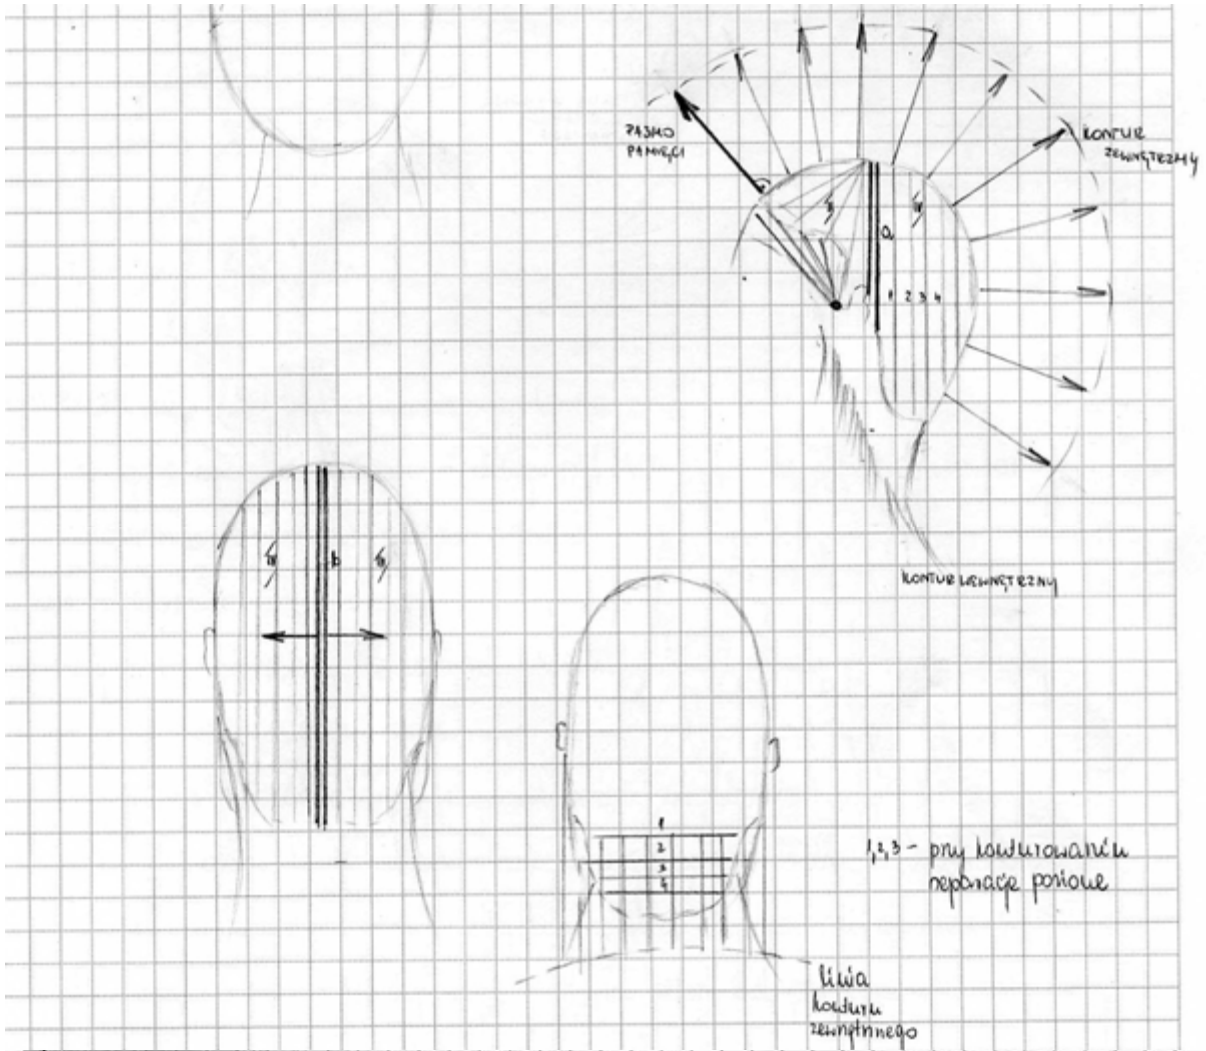 PASMO
PAMIĘCI
KONTUR
ZEWNĘTRZNY
a
1 2 3 4
KONTUR WEWNĘTRZNY
b
1
2
3
4
1,2,3 - przy konturowaniu
separacje poziome
linia
konturu
zewnętrznego